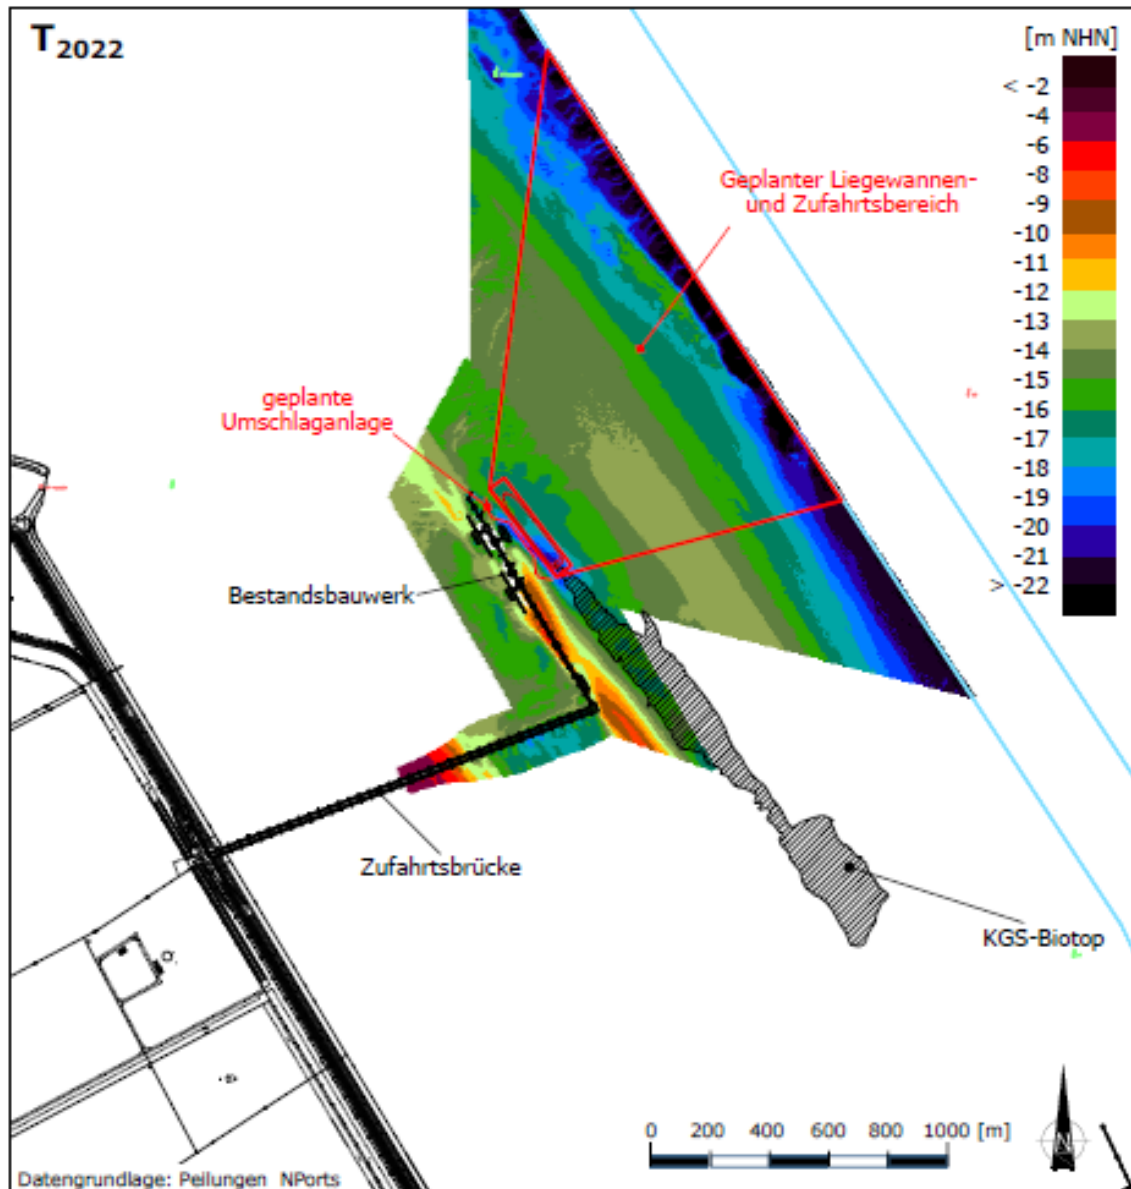 T2022
[m NHN]
< -2
-4
-6
-8
-9
-10
-11
-12
-13
-14
-15
-16
-17
-18
-19
-20
-21
> -22
Geplanter Liegewannen-
und Zufahrtsbereich
geplante
Umschlaganlage
Bestandsbauwerk
Zufahrtsbrücke
KGS-Biotop
0 200 400 600 800 1000 [m]
N
Datengrundlage: Peilungen NPorts